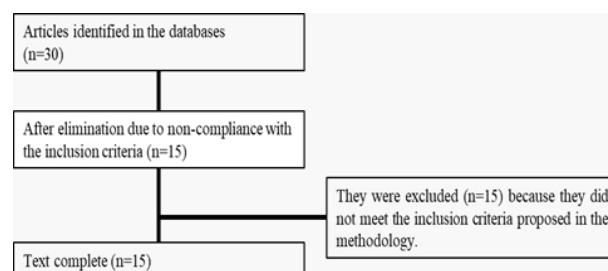 Articles identified in the databases
(n=30)
After elimination due to non-compliance with
the inclusion criteria (n=15)
They were excluded (n=15) because they did
not meet the inclusion criteria proposed in the
methodology.
Text complete (n=15)